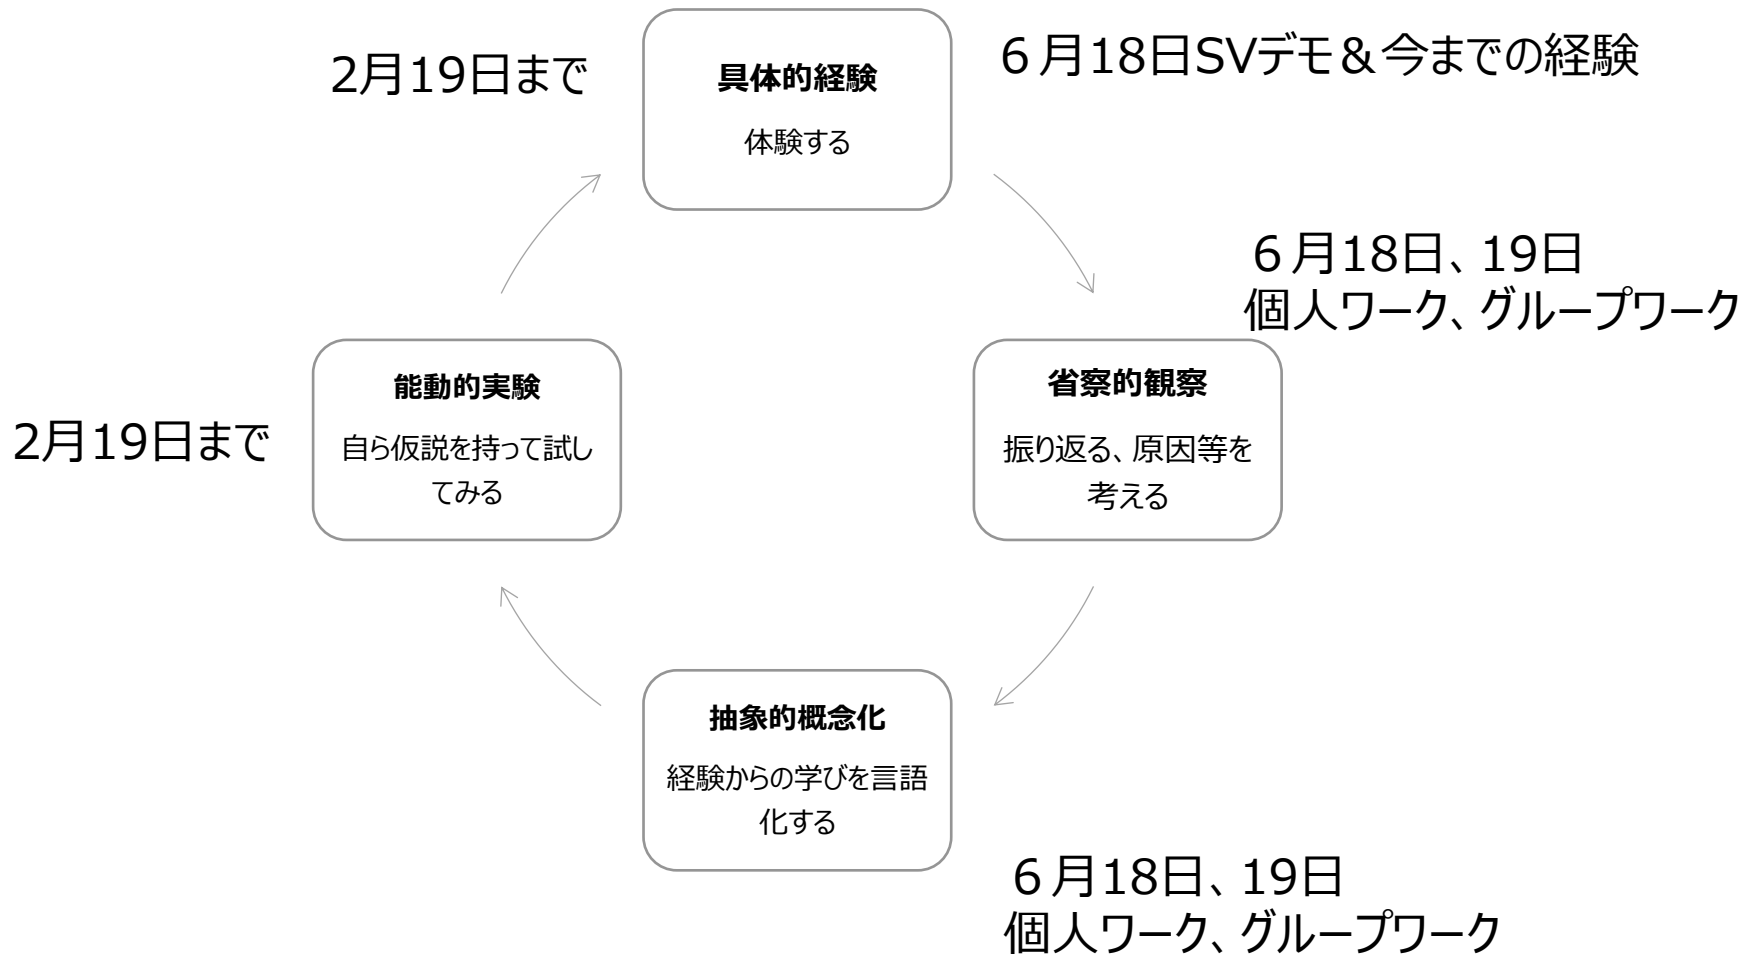 2月19日まで
具体的経験
体験する
６月18日SVデモ＆今までの経験
６月18日、19日
個人ワーク、グループワーク
省察的観察
振り返る、原因等を
考える
能動的実験
自ら仮説を持って試し
てみる
2月19日まで
抽象的概念化
経験からの学びを言語
化する
６月18日、19日
個人ワーク、グループワーク